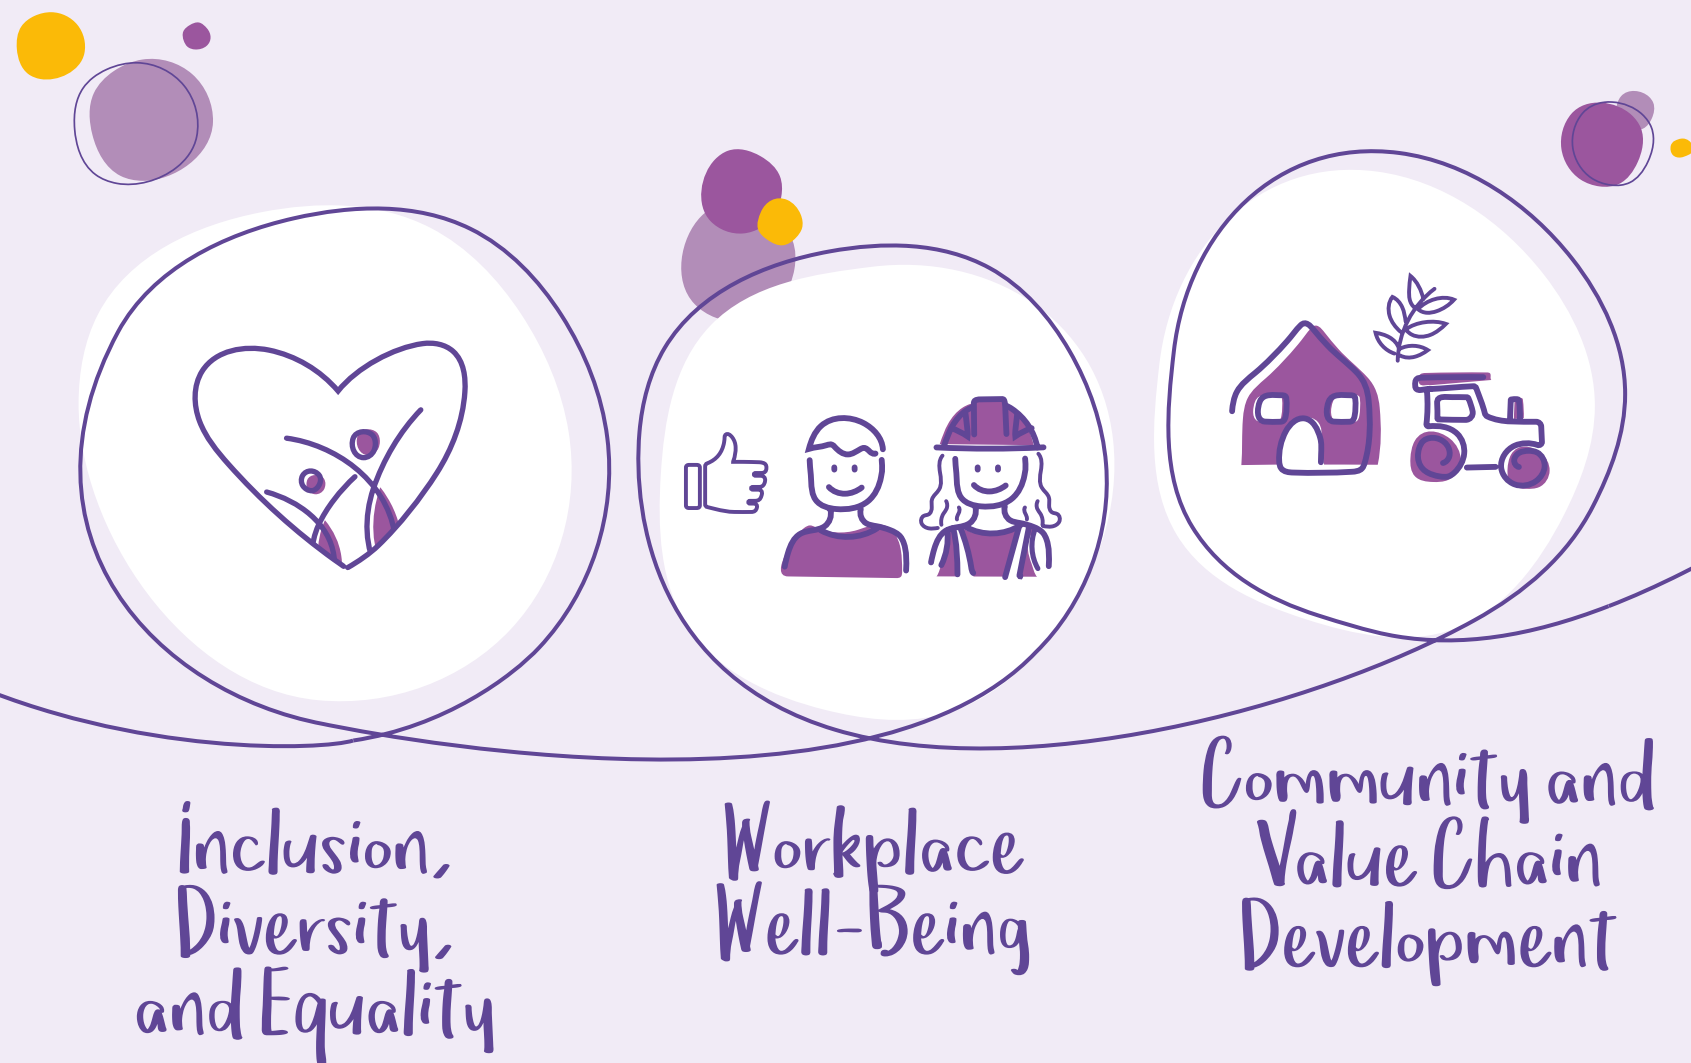 Inclusion,
Diversity,
and Equality
Workplace
Well-Being
Community and
Value Chain
Development